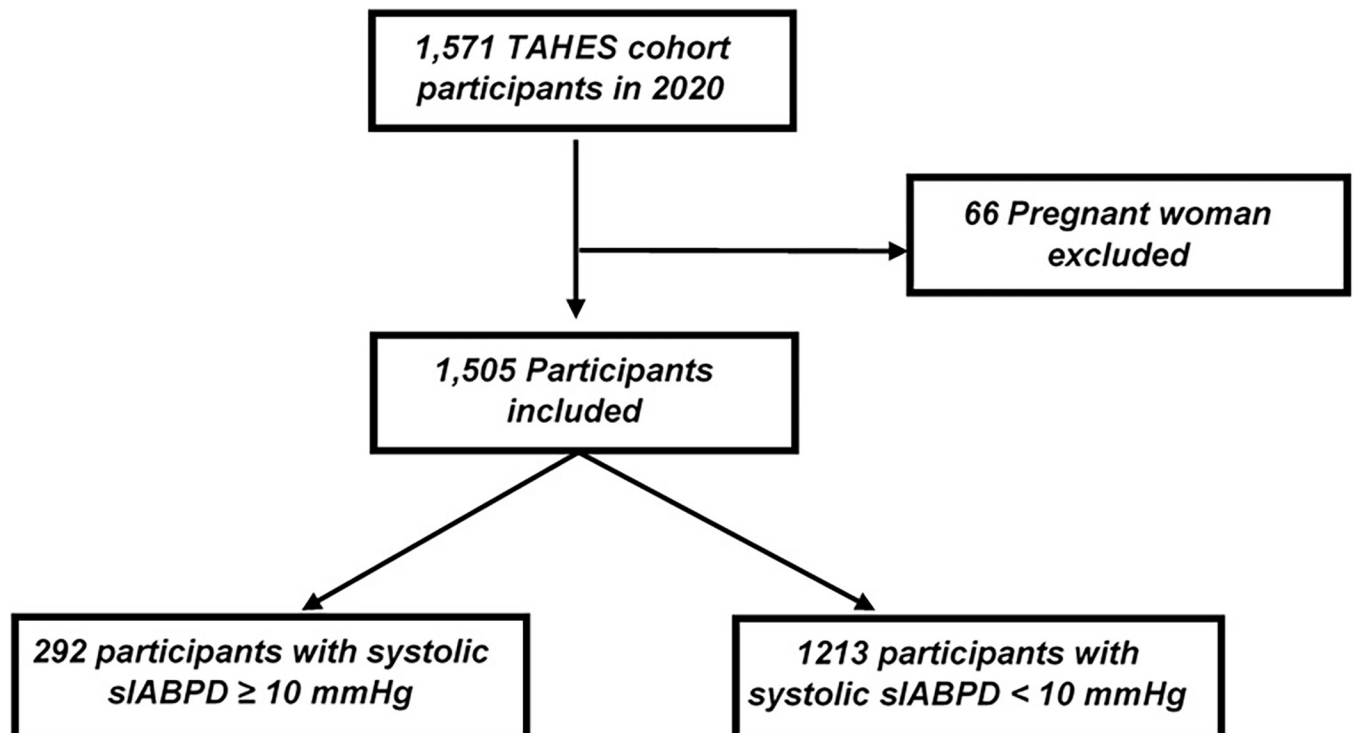 1,571 TAHES cohort
participants in 2020
66 Pregnant woman
excluded
1,505 Participants
included
292 participants with systolic
sIABPD ≥ 10 mmHg
1213 participants with
systolic sIABPD < 10 mmHg